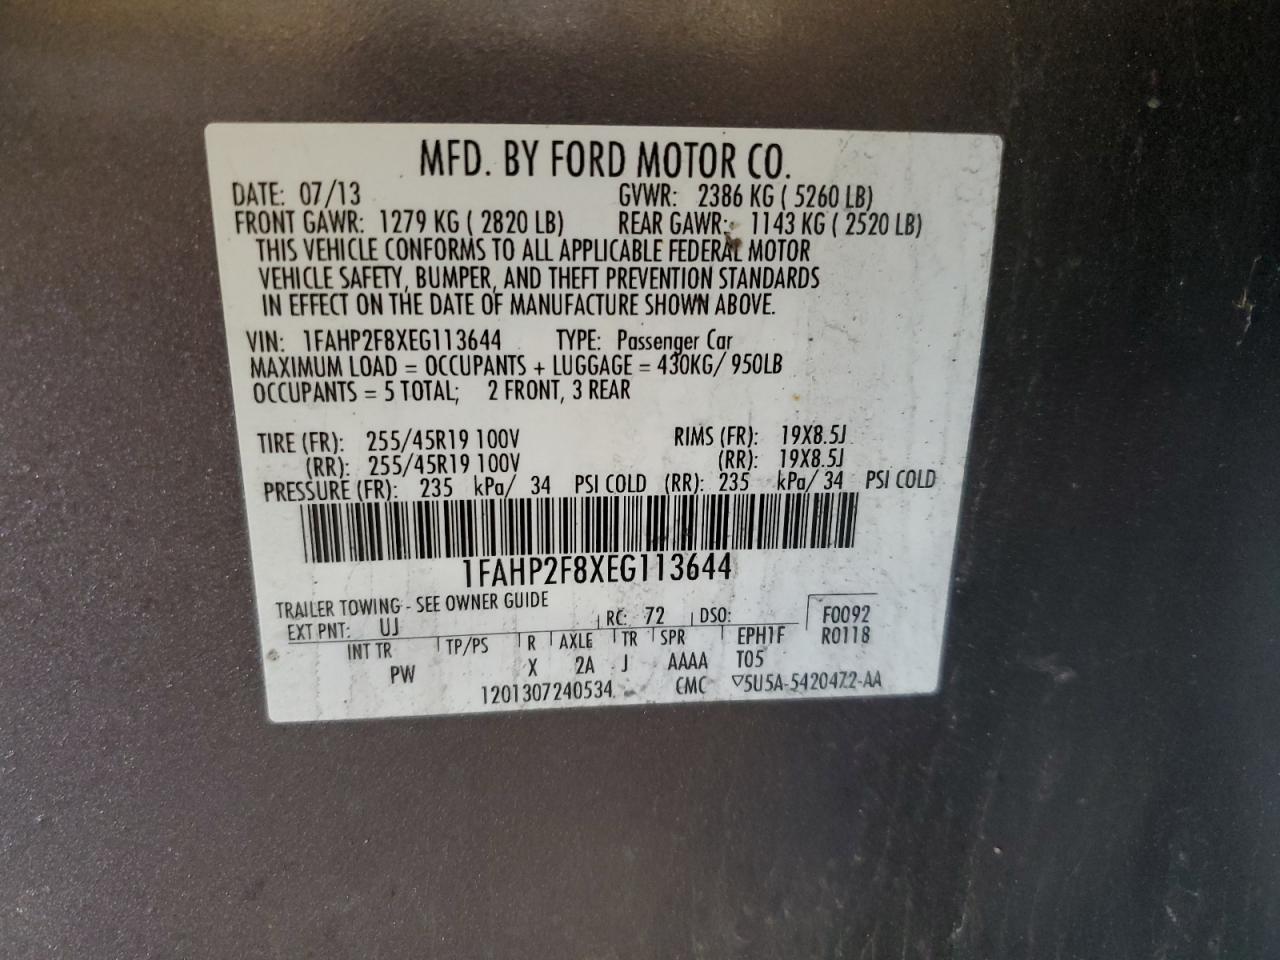 MFD. BY FORD MOTOR CO.
DATE: 07/13 GVWR: 2386 KG ( 5260 LB)
FRONT GAWR: 1279 KG ( 2820 LB) REAR GAWR: 1143 KG ( 2520 LB)
THIS VEHICLE CONFORMS TO ALL APPLICABLE FEDERAL MOTOR
VEHICLE SAFETY, BUMPER, AND THEFT PREVENTION STANDARDS
IN EFFECT ON THE DATE OF MANUFACTURE SHOWN ABOVE.
VIN: 1FAHP2F8XEG113644 TYPE: Passenger Car
MAXIMUM LOAD = OCCUPANTS + LUGGAGE = 430KG/ 950LB
OCCUPANTS = 5 TOTAL; 2 FRONT, 3 REAR
TIRE (FR): 255/45R19 100V RIMS (FR): 19X8.5J
(RR): 255/45R19 100V (RR): 19X8.5J
PRESSURE (FR): 235 kPa/ 34 PSI COLD (RR): 235 kPa/ 34 PSI COLD
1FAHP2F8XEG113644
TRAILER TOWING - SEE OWNER GUIDE
EXT PNT: UJ RC: 72 DSO: F0092
INT TR TP/PS R AXLE TR SPR EPH1F R0118
PW X 2A J AAAA T05
1201307240534 CMC ▽5U5A-5420472-AA